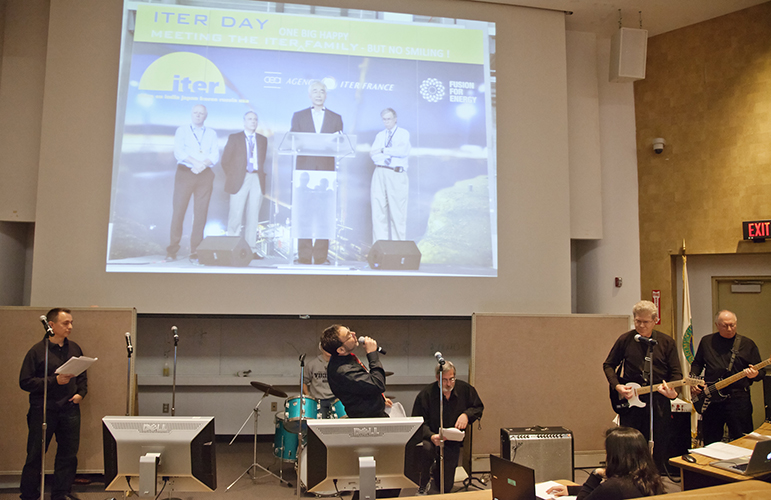 ITER DAY
ONE BIG HAPPY
MEETING THE ITER FAMILY - BUT NO SMILING?
iter
AGENCE ITER FRANCE
FUSION
FOR
ENERGY
EXIT
DELL
DELL